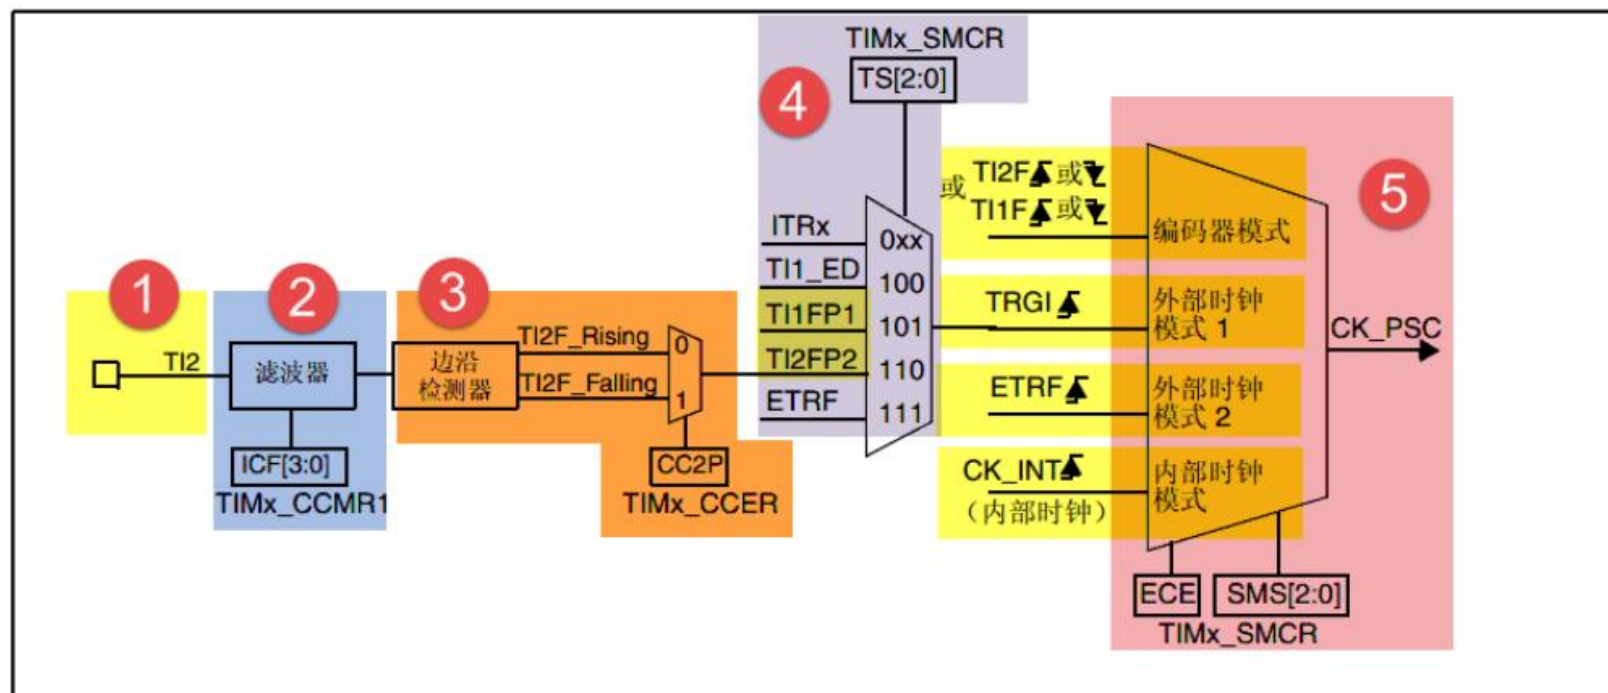 1
TI2
2
滤波器
ICF[3:0]
TIMx_CCMR1
3
边沿
检测器
TI2F_Rising
TI2F_Falling
0
1
CC2P
TIMx_CCER
4
TIMx_SMCR
TS[2:0]
ITRx
TI1_ED
TI1FP1
TI2FP2
ETRF
0xx
100
101
110
111
或
TI2F 或
TI1F 或
TRGI
ETRF
CK_INT
（内部时钟）
5
编码器模式
外部时钟
模式 1
外部时钟
模式 2
内部时钟
模式
CK_PSC
ECE
SMS[2:0]
TIMx_SMCR